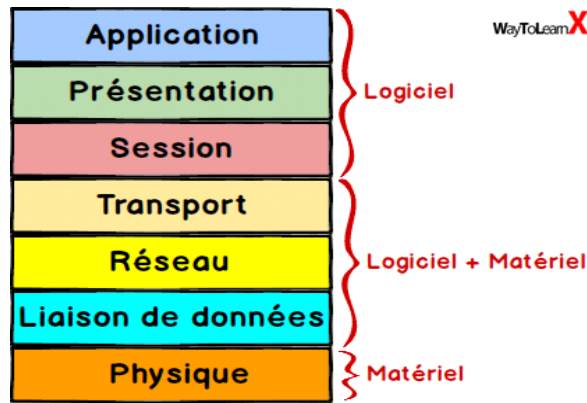 WayToLearnX
Application
Présentation
Logiciel
Session
Transport
Réseau
Logiciel + Matériel
Liaison de données
Physique
Matériel